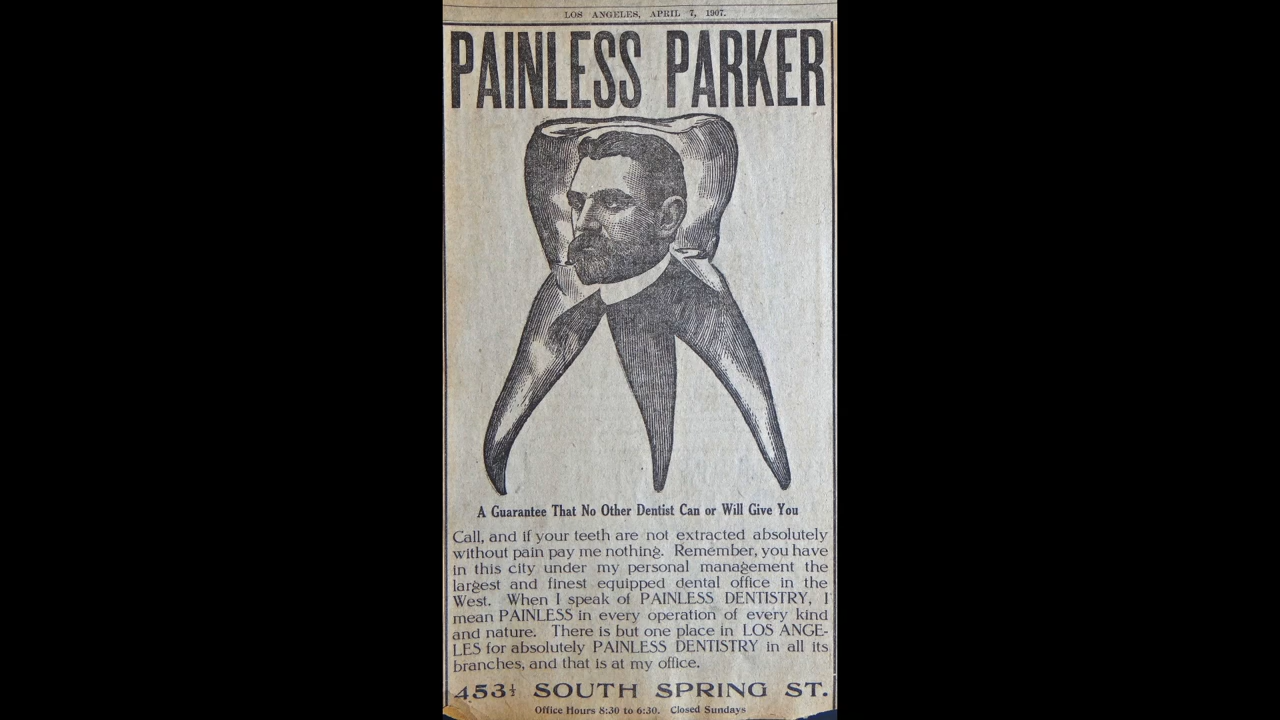 LOS ANGELES, APRIL 7, 1907.
PAINLESS PARKER
A Guarantee That No Other Dentist Can or Will Give You
Call, and if your teeth are not extracted absolutely
without pain pay me nothing. Remember, you have
in this city under my personal management the
largest and finest equipped dental office in the
West. When I speak of PAINLESS DENTISTRY, I
mean PAINLESS in every operation of every kind
and nature. There is but one place in LOS ANGE-
LES for absolutely PAINLESS DENTISTRY in all its
branches, and that is at my office.
453½ SOUTH SPRING ST.
Office Hours 8:30 to 6:30. Closed Sundays